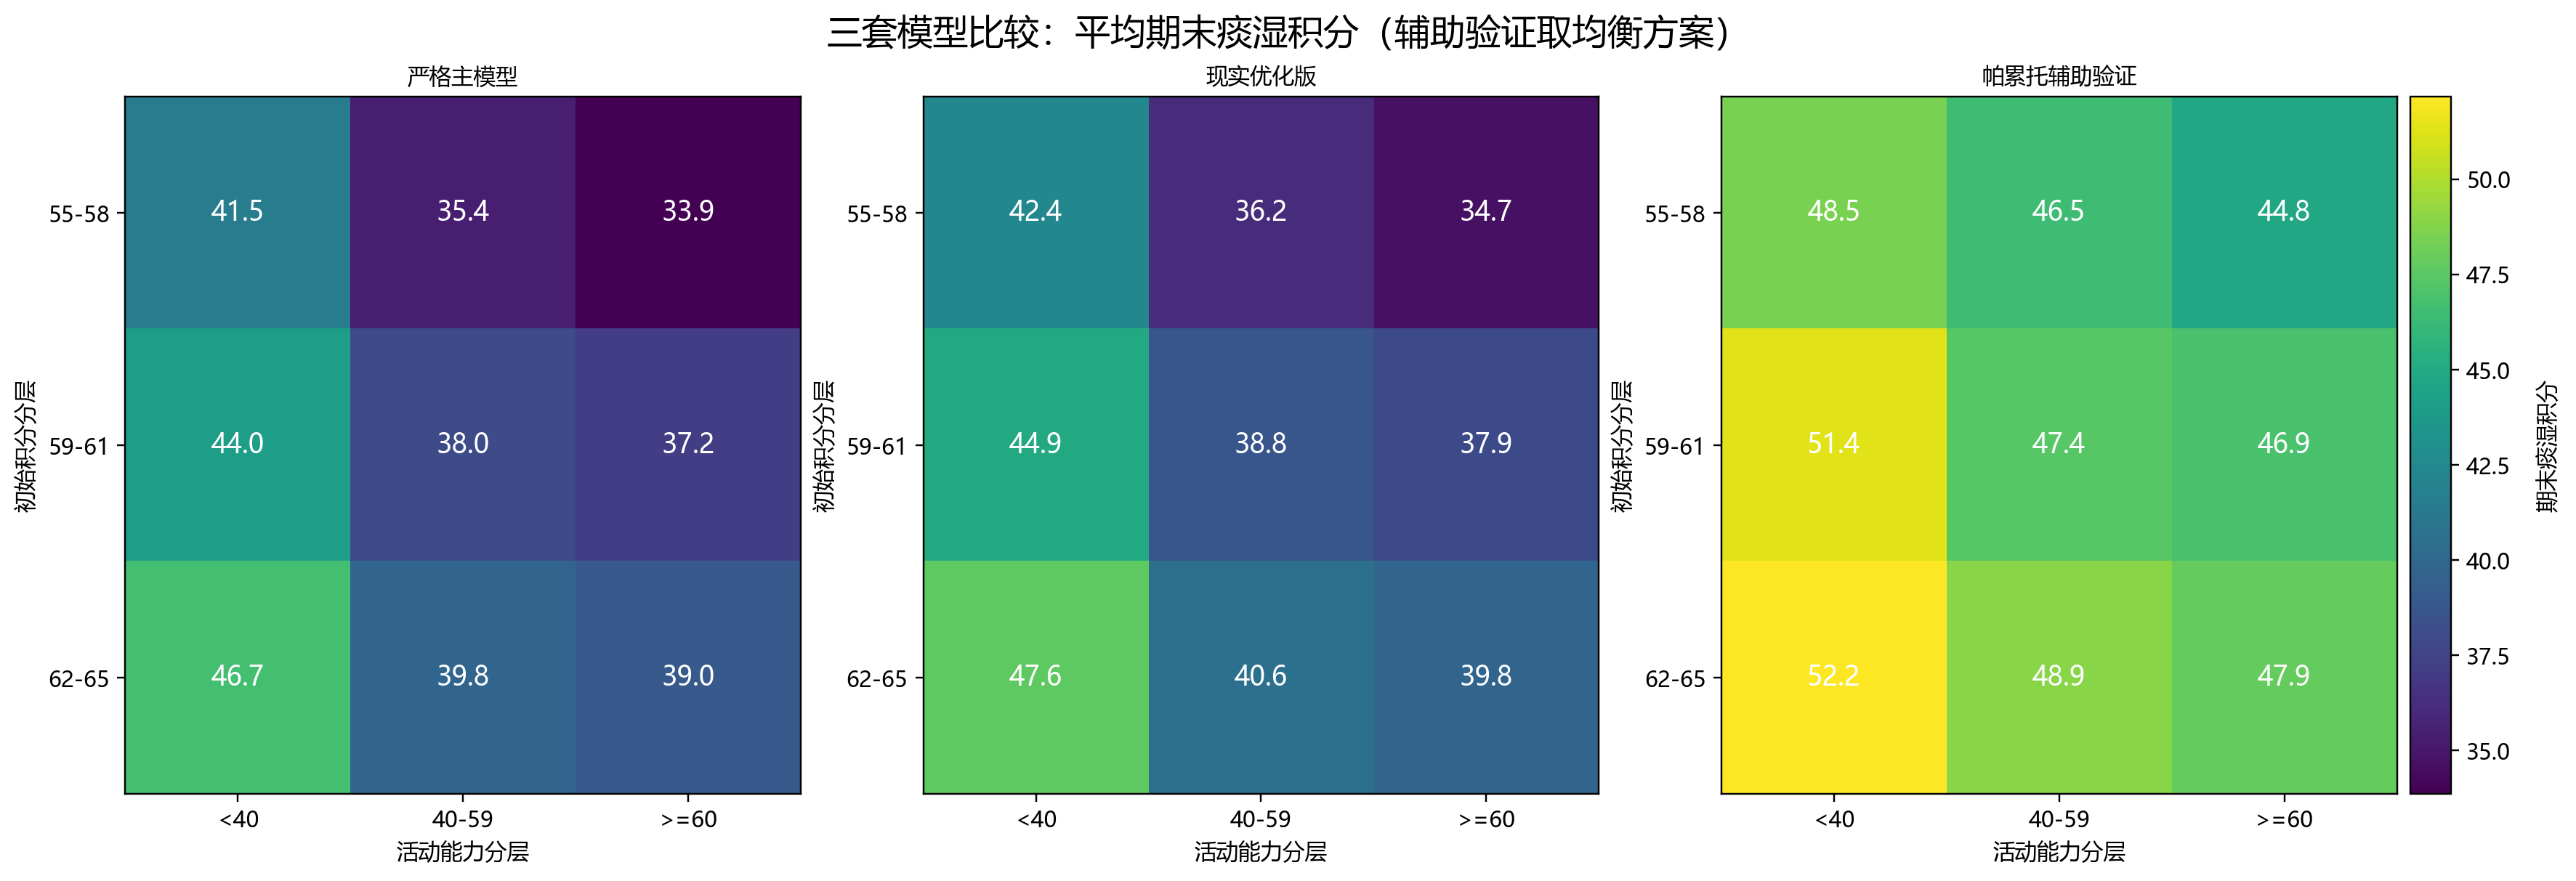 三套模型比较：平均期末痰湿积分（辅助验证取均衡方案）
严格主模型
初始积分分层
55-58
41.5 35.4 33.9
59-61
44.0 38.0 37.2
62-65
46.7 39.8 39.0
<40 40-59 >=60
活动能力分层
现实优化版
初始积分分层
55-58
42.4 36.2 34.7
59-61
44.9 38.8 37.9
62-65
47.6 40.6 39.8
<40 40-59 >=60
活动能力分层
帕累托辅助验证
初始积分分层
55-58
48.5 46.5 44.8
59-61
51.4 47.4 46.9
62-65
52.2 48.9 47.9
<40 40-59 >=60
活动能力分层
50.0
47.5
45.0
42.5
40.0
37.5
35.0
期末痰湿积分